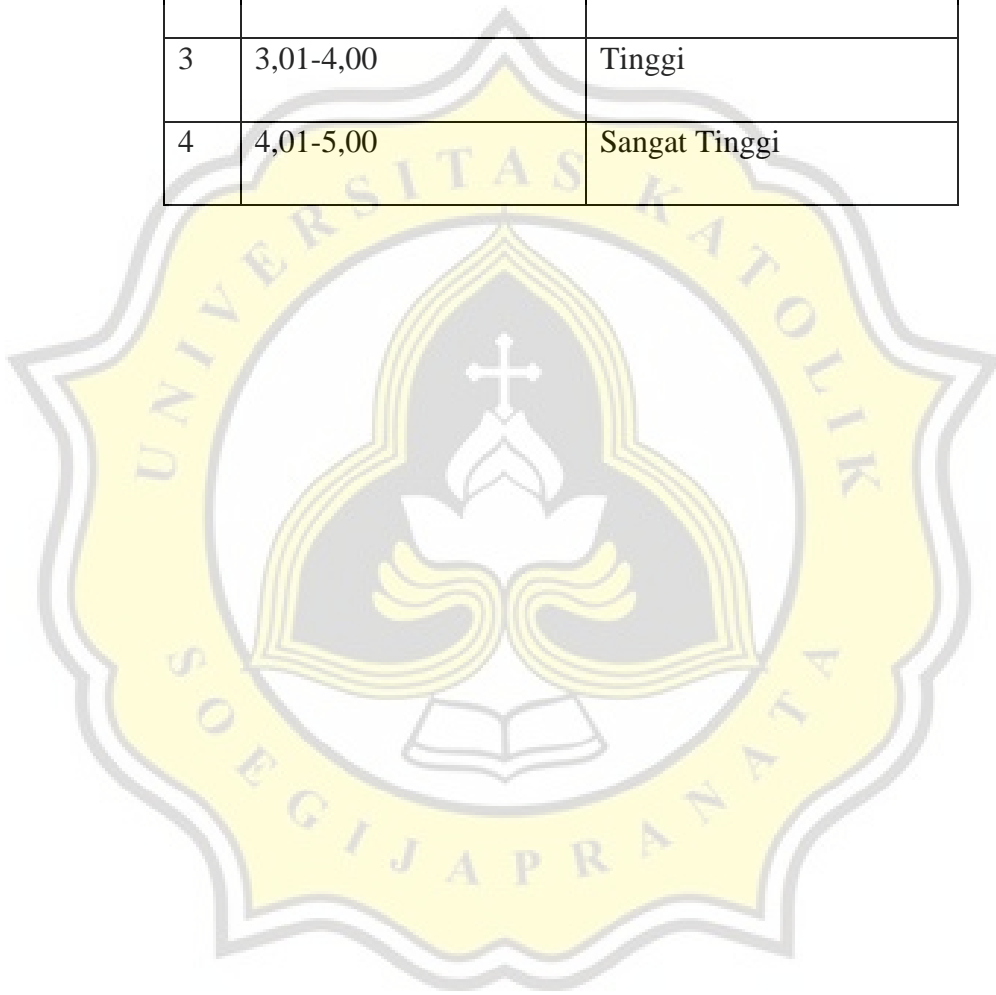 3 3,01-4,00 Tinggi
4 4,01-5,00 Sangat Tinggi
UNIVERSITAS KATOLIK
SOEGIJAPRANATA